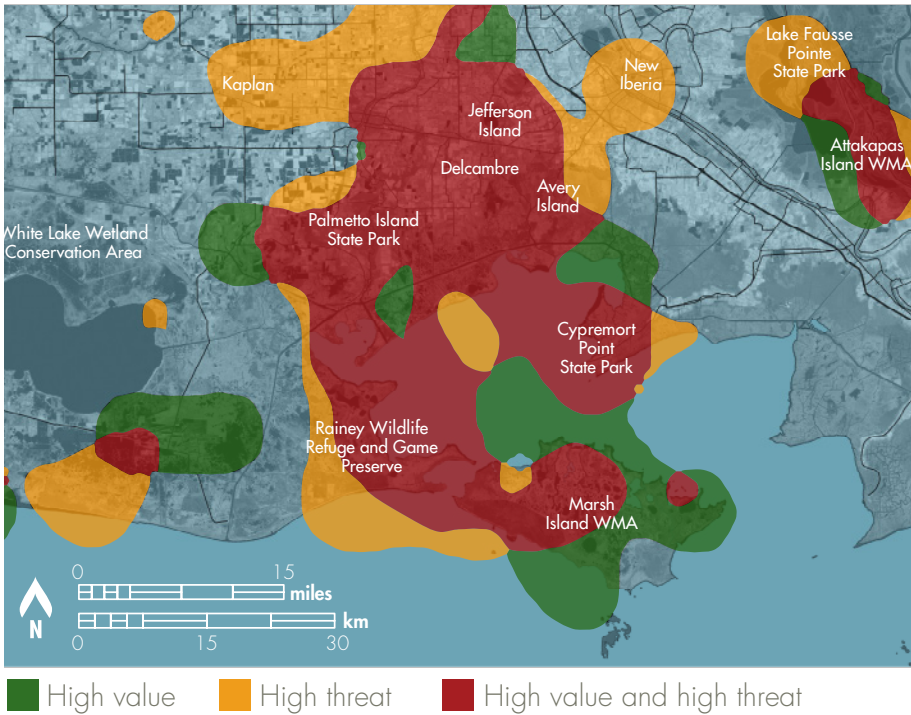 Lake Fausse
Pointe
State Park
Kaplan
New
Iberia
Jefferson
Island
Attakapas
Island WMA
Delcambre
Avery
Island
Palmetto Island
State Park
White Lake Wetland
Conservation Area
Cypremort
Point
State Park
Rainey Wildlife
Refuge and Game
Preserve
Marsh
Island WMA
0 15
miles
km
N
0 15 30
High value High threat High value and high threat